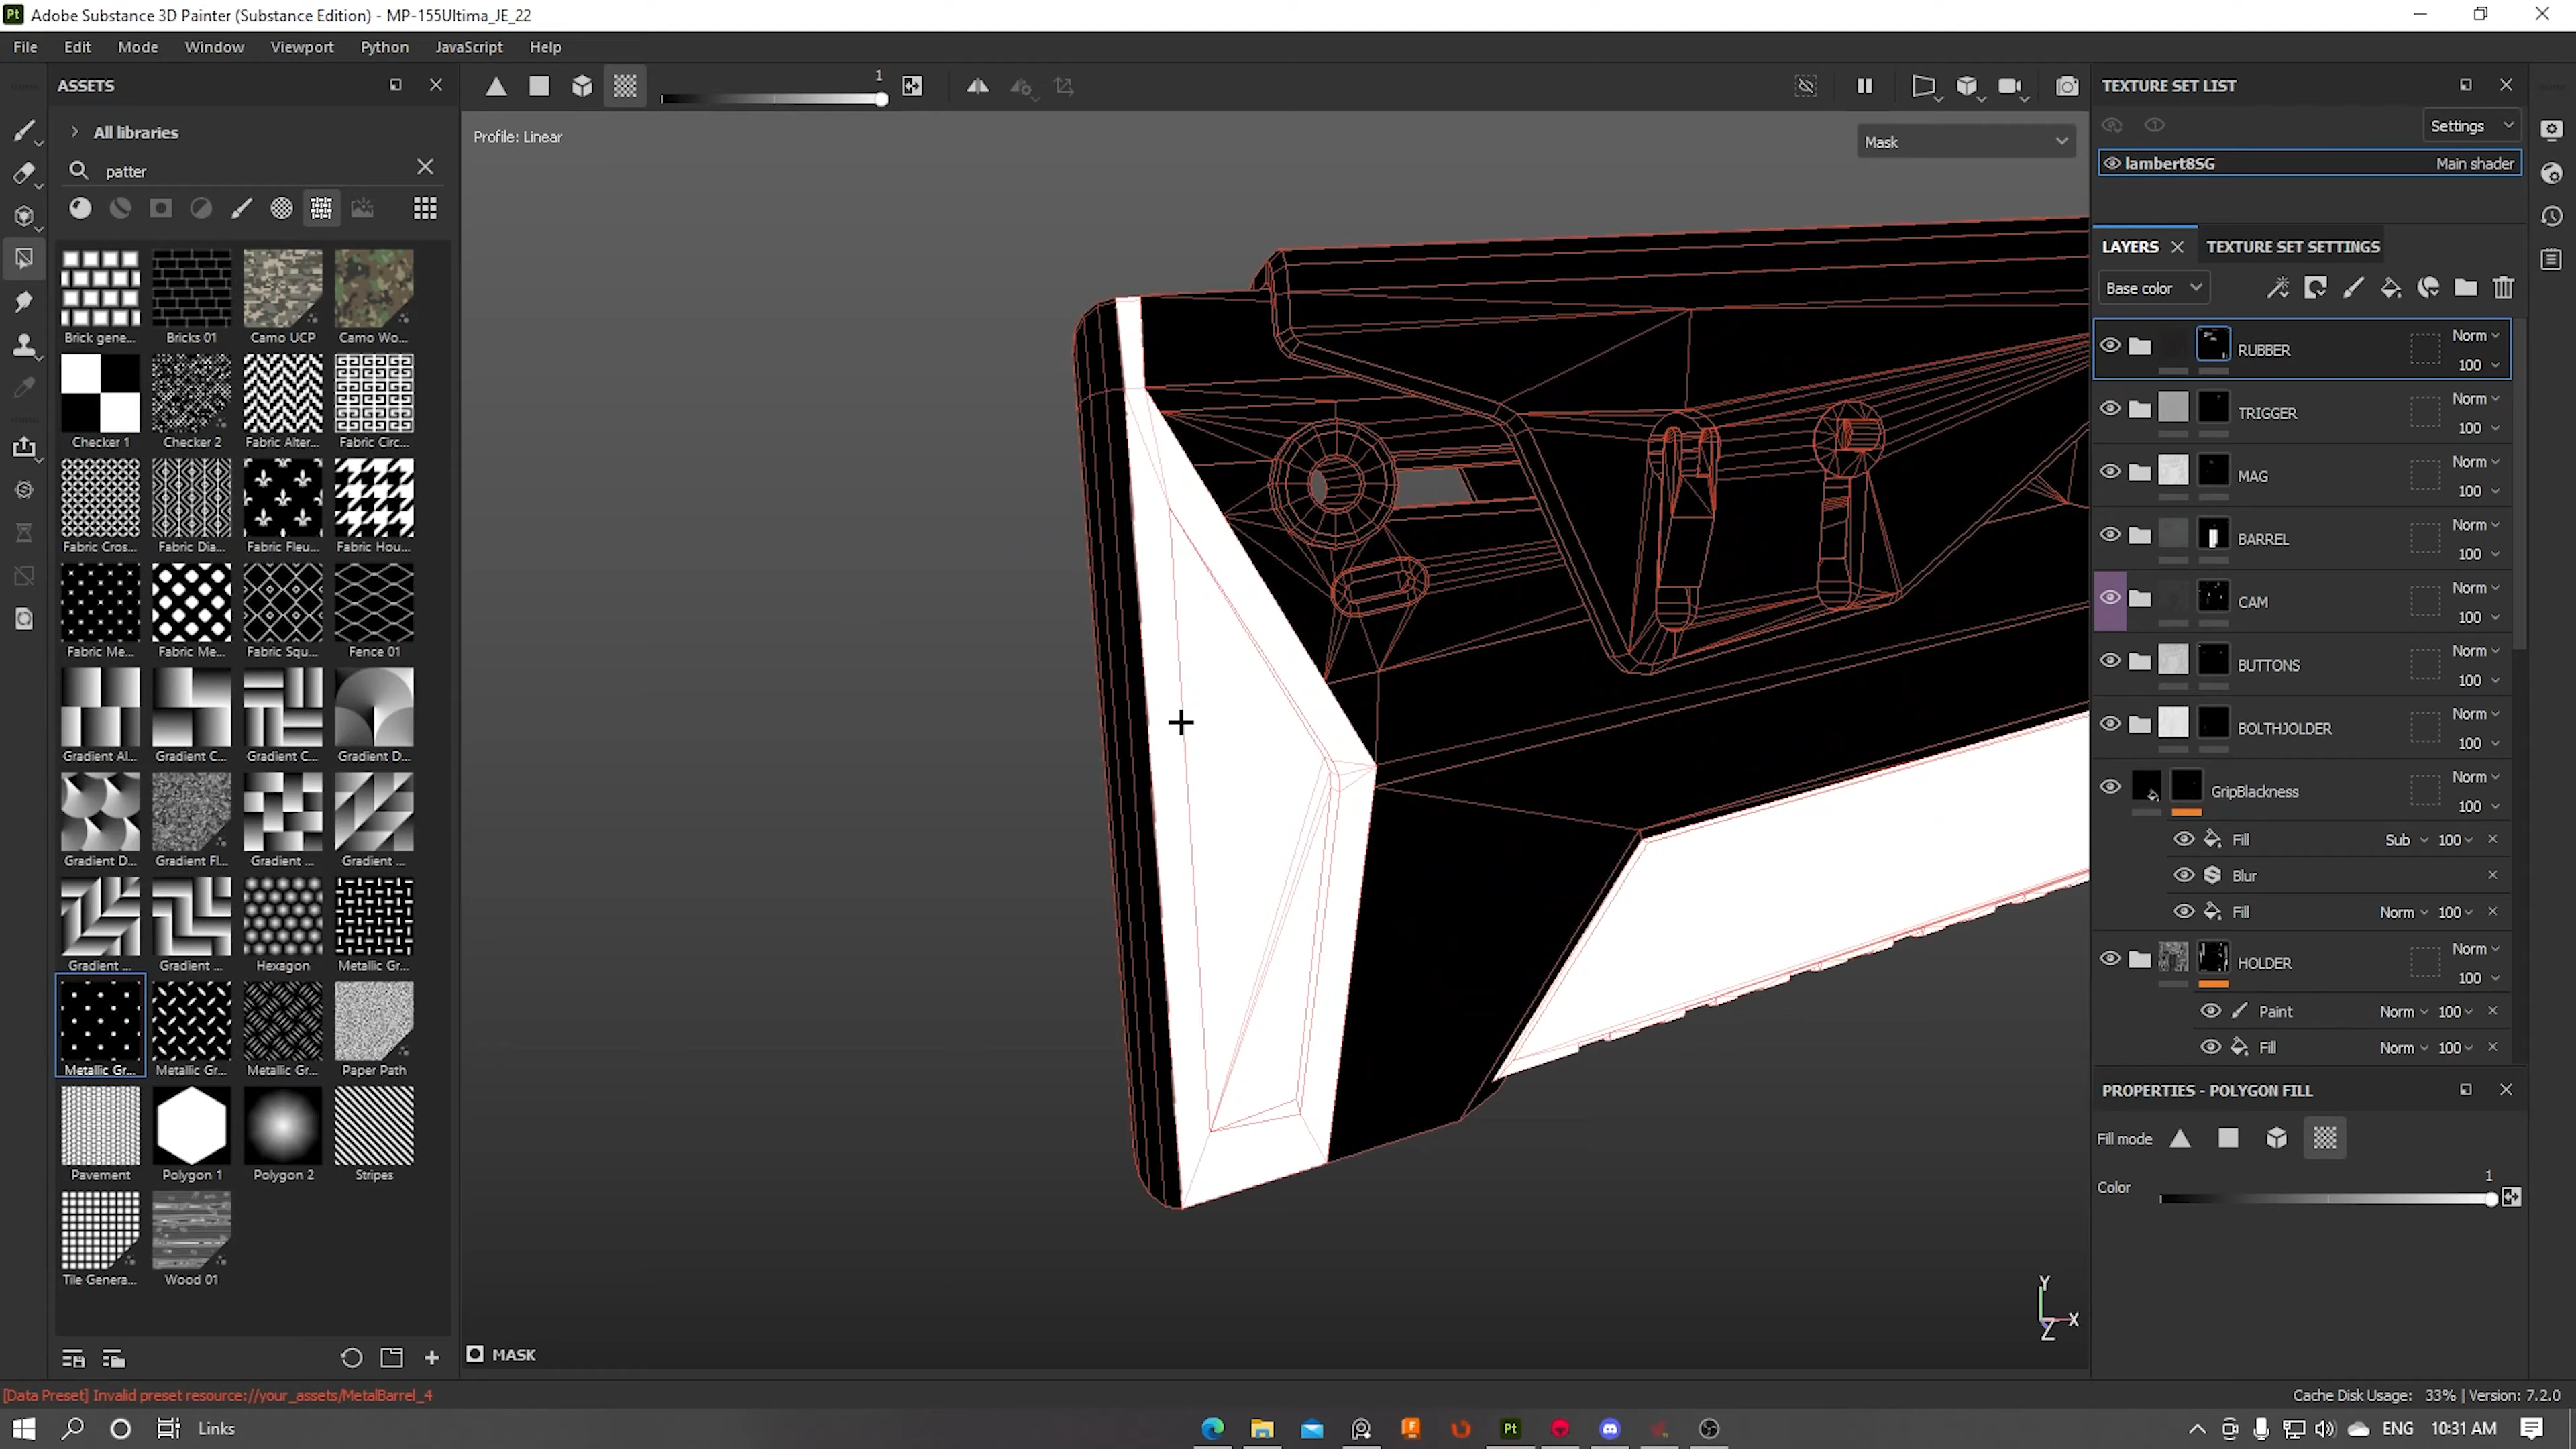 Pt Adobe Substance 3D Painter (Substance Edition) - MP-155Ultima_JE_22
File Edit Mode Window Viewport Python JavaScript Help
ASSETS
All libraries
patter
Brick gene... Bricks 01 Camo UCP Camo Wo...
Checker 1 Checker 2 Fabric Alter... Fabric Circ...
Fabric Cros... Fabric Dia... Fabric Fleu... Fabric Hou...
Fabric Me... Fabric Me... Fabric Squ... Fence 01
Gradient Al... Gradient C... Gradient C... Gradient D...
Gradient D... Gradient Fl... Gradient ... Gradient ...
Gradient ... Gradient ... Hexagon Metallic Gr...
Metallic Gr... Metallic Gr... Metallic Gr... Paper Path
Pavement Polygon 1 Polygon 2 Stripes
Tile Genera... Wood 01
1
Profile: Linear
Mask
Y
X
Z
MASK
TEXTURE SET LIST
Settings
lambert8SG Main shader
LAYERS TEXTURE SET SETTINGS
Base color
RUBBER Norm
100
TRIGGER Norm
100
MAG Norm
100
BARREL Norm
100
CAM Norm
100
BUTTONS Norm
100
BOLTHJOLDER Norm
100
GripBlackness Norm
100
Fill Sub 100
Blur
Fill Norm 100
HOLDER Norm
100
Paint Norm 100
Fill Norm 100
PROPERTIES - POLYGON FILL
Fill mode
Color 1
[Data Preset] Invalid preset resource://your_assets/MetalBarrel_4
Cache Disk Usage: 33% | Version: 7.2.0
Links
Pt
ENG 10:31 AM